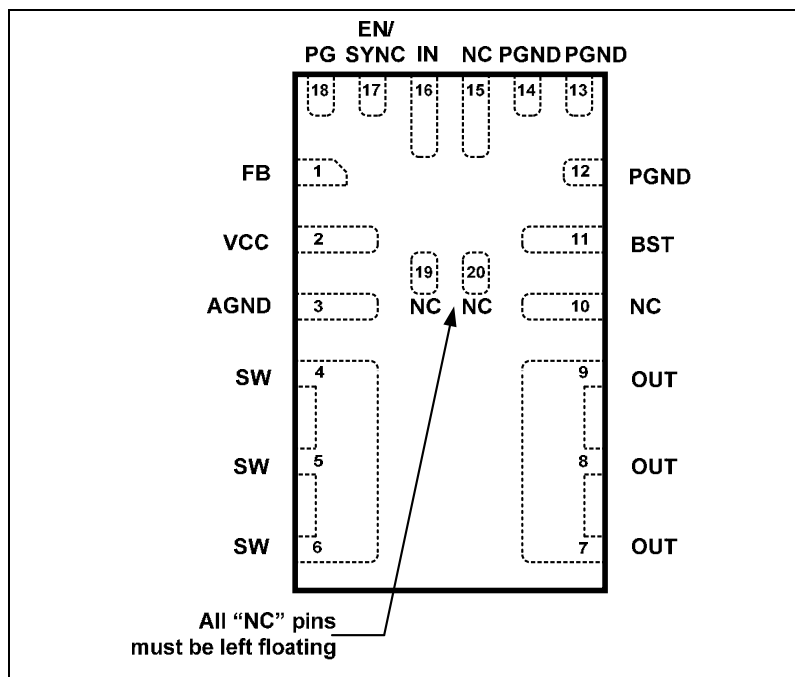 EN/
PG SYNC IN NC PGND PGND
18 17 16 15 14 13
FB 1 12 PGND
VCC 2 11 BST
19 20
AGND 3 NC NC 10 NC
SW 4 9 OUT
SW 5 8 OUT
SW 6 7 OUT
All “NC” pins
must be left floating